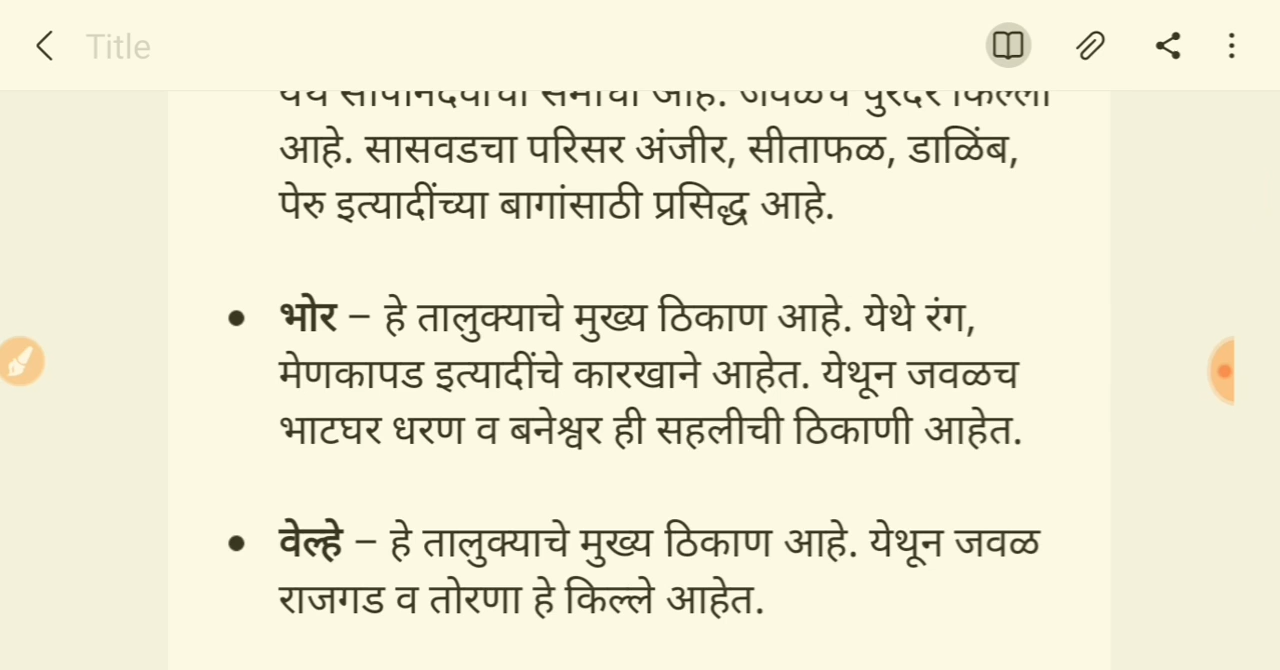 Title
आहे. सासवडचा परिसर अंजीर, सीताफळ, डाळिंब,
पेरु इत्यादींच्या बागांसाठी प्रसिद्ध आहे.
• भोर – हे तालुक्याचे मुख्य ठिकाण आहे. येथे रंग,
मेणकापड इत्यादींचे कारखाने आहेत. येथून जवळच
भाटघर धरण व बनेश्वर ही सहलीची ठिकाणी आहेत.
• वेल्हे – हे तालुक्याचे मुख्य ठिकाण आहे. येथून जवळ
राजगड व तोरणा हे किल्ले आहेत.